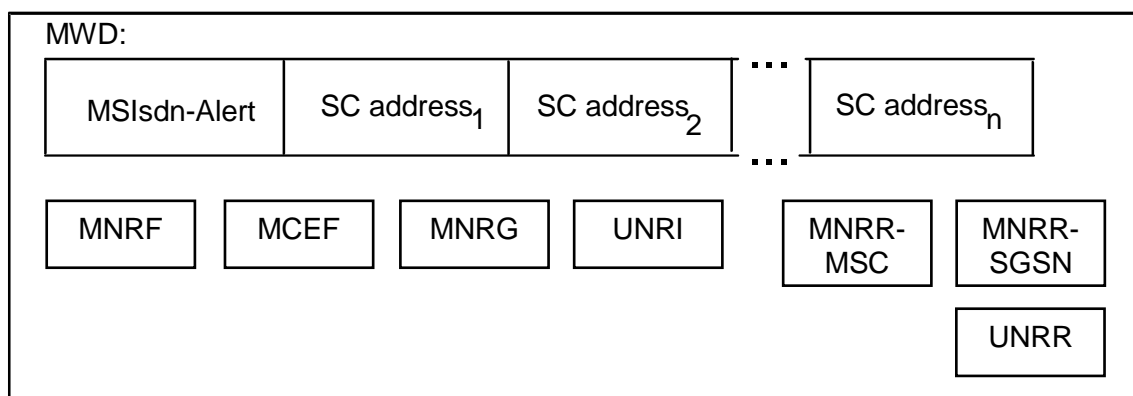 MWD:
...
MSIsdn-Alert SC address1 SC address2 SC addressn
...
MNRF MCEF MNRG UNRI MNRR- MNRR-
MSC SGSN
UNRR